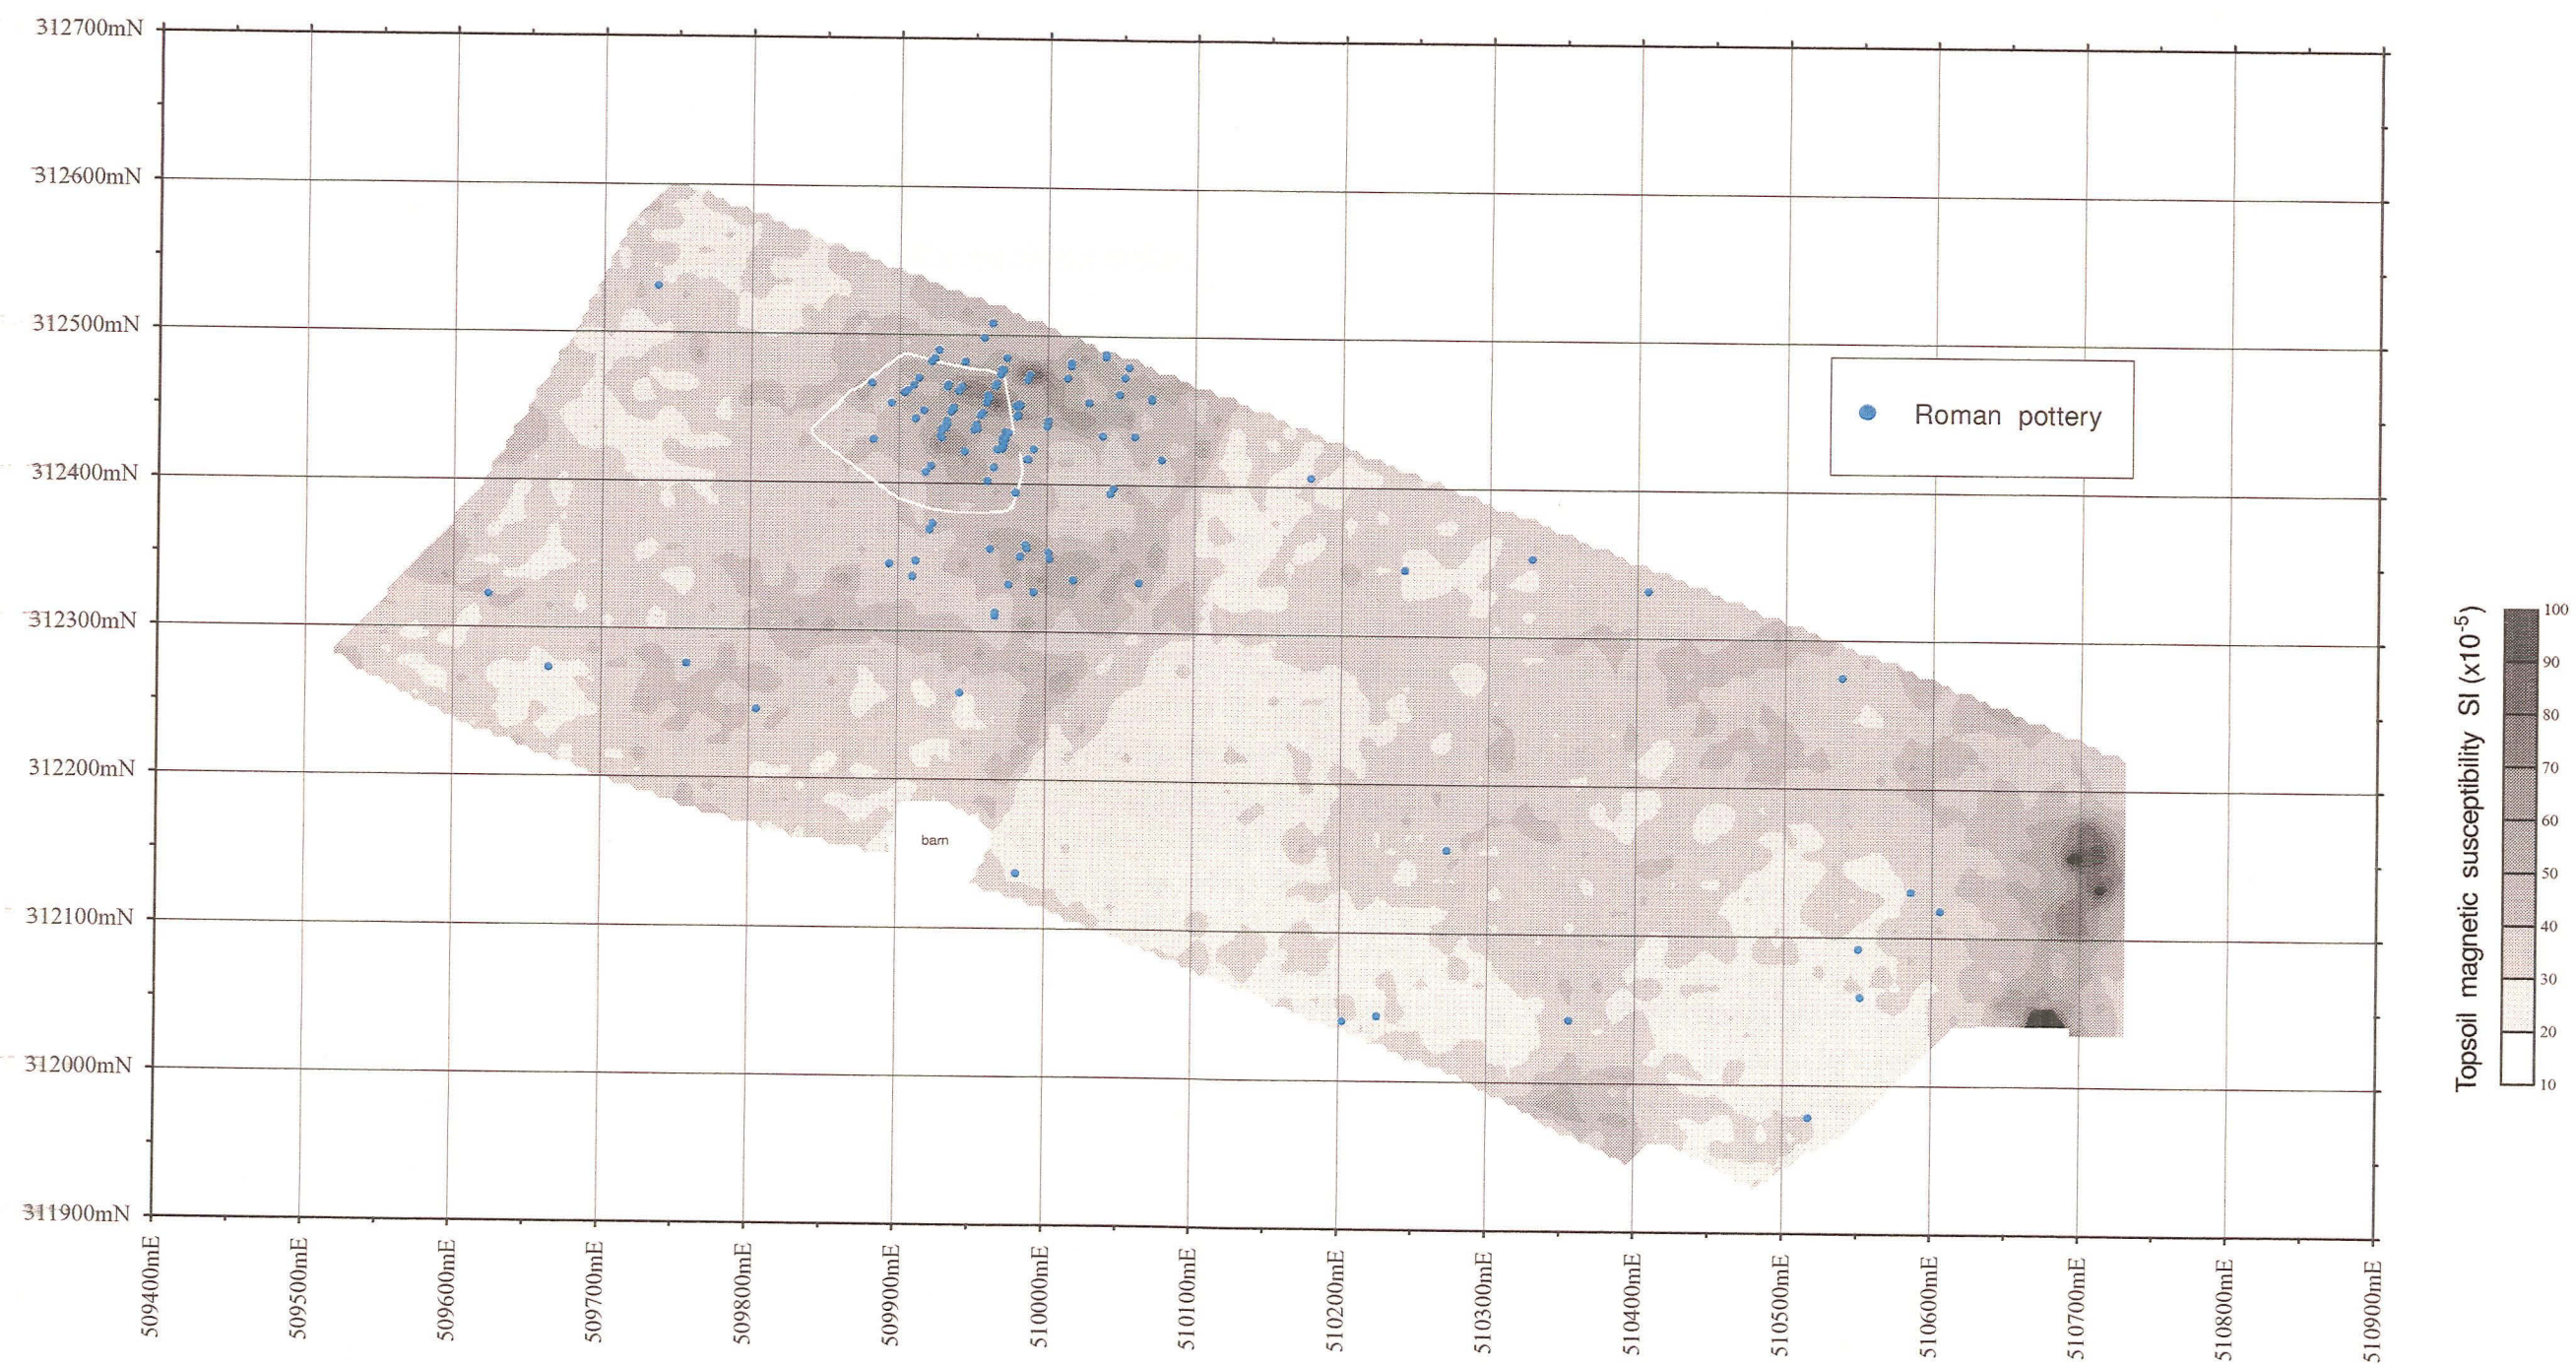 312700mN
312600mN
312500mN
312400mN
312300mN
312200mN
312100mN
312000mN
311900mN
Roman pottery
barn
Topsoil magnetic susceptibility SI (x10-5)
100
90
80
70
60
50
40
30
20
10
509400mE
509500mE
509600mE
509700mE
509800mE
509900mE
510000mE
510100mE
510200mE
510300mE
510400mE
510500mE
510600mE
510700mE
510800mE
510900mE